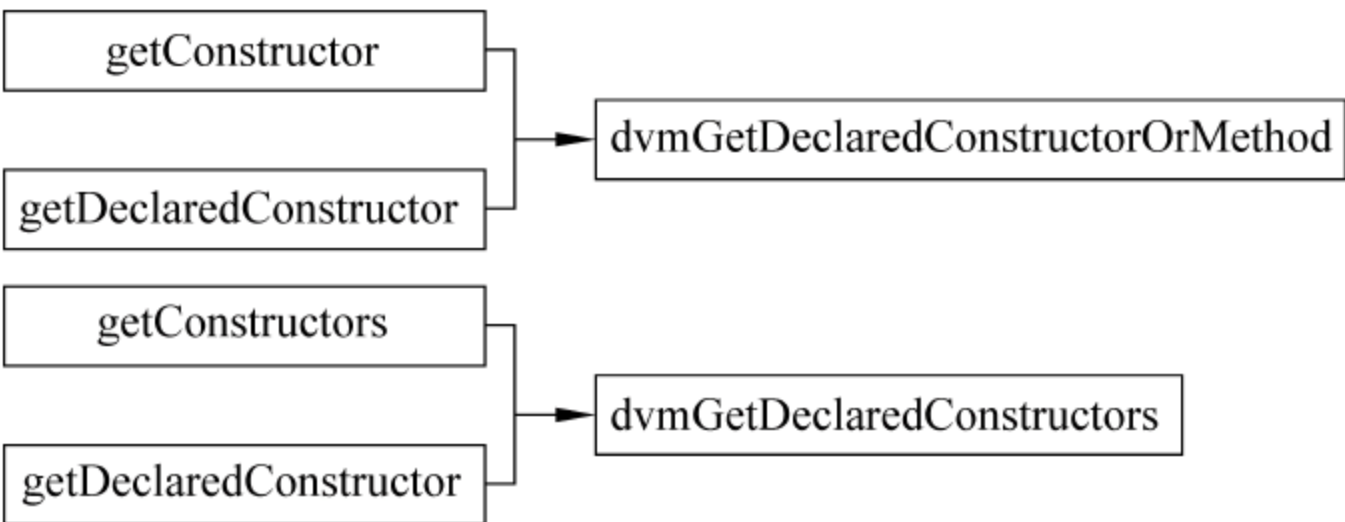 getConstructor
dvmGetDeclaredConstructorOrMethod
getDeclaredConstructor
getConstructors
dvmGetDeclaredConstructors
getDeclaredConstructor